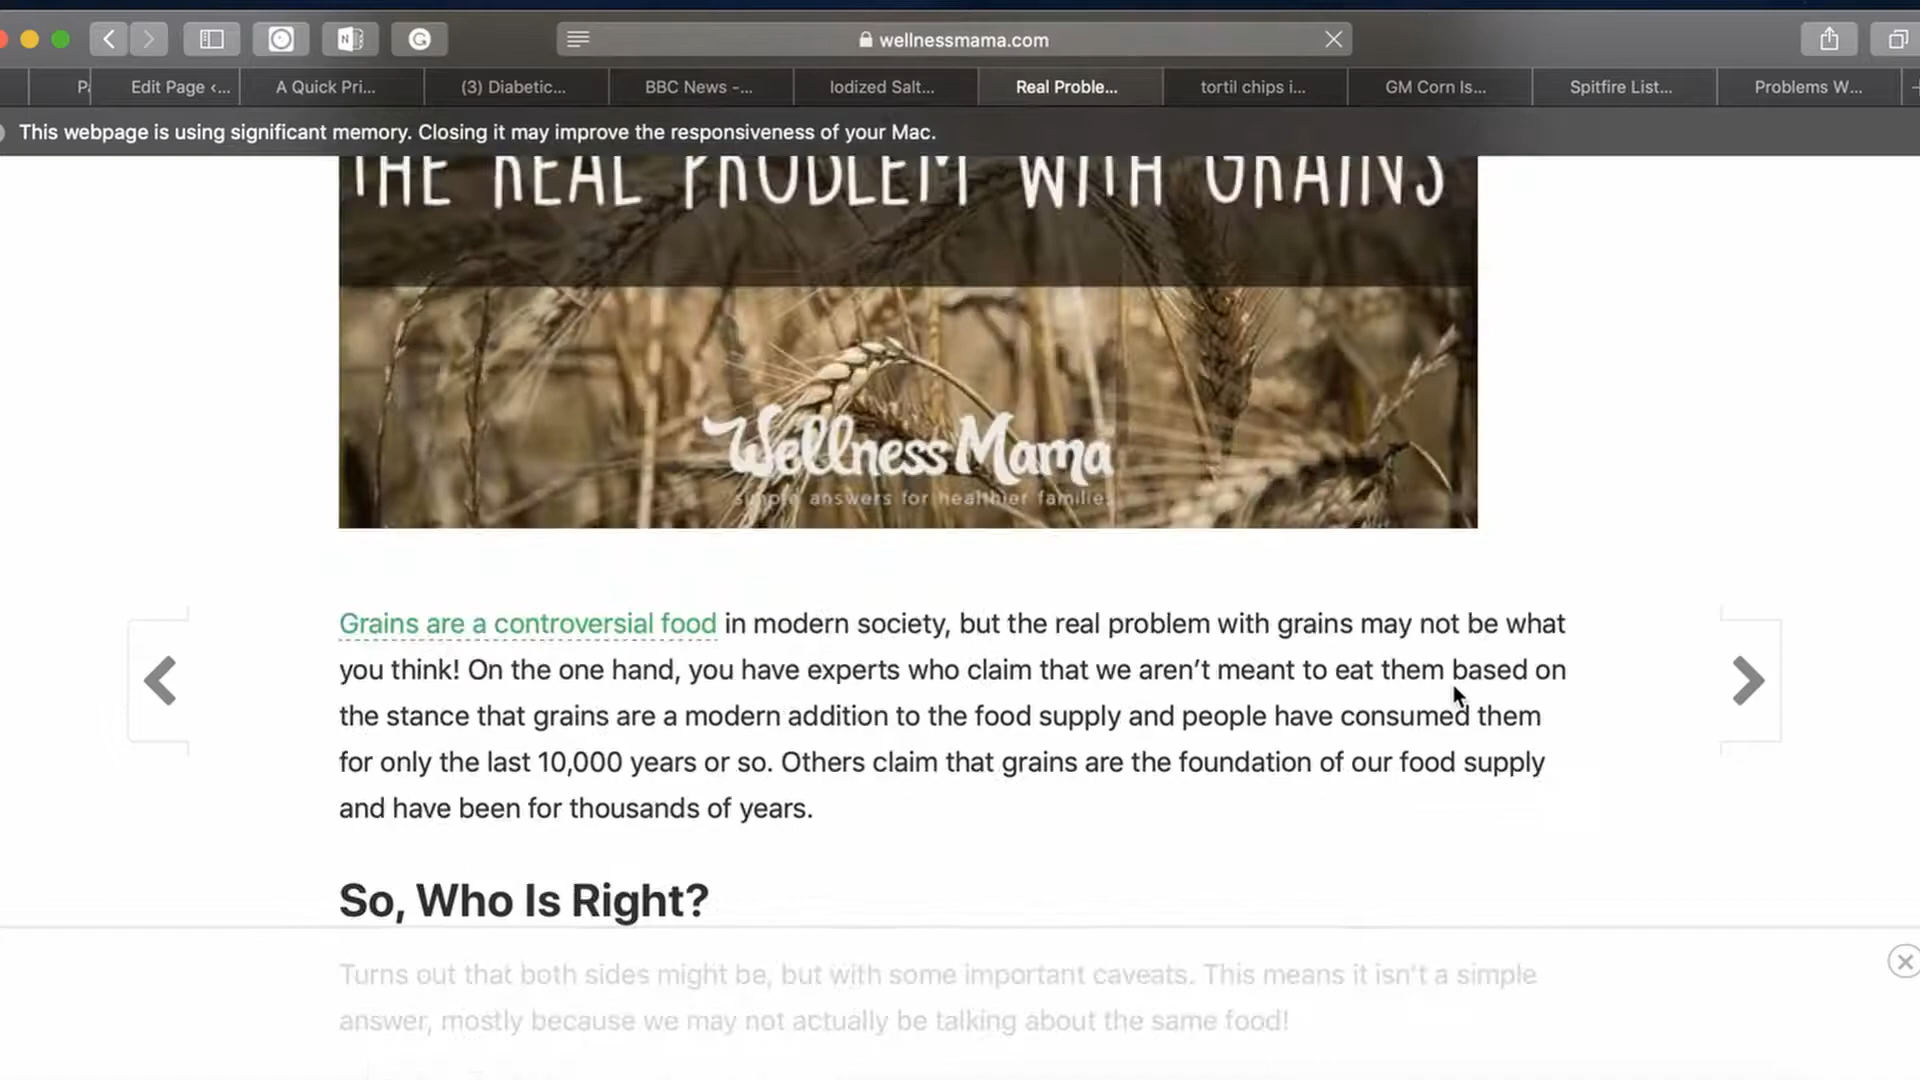 wellnessmama.com
Edit Page <...
A Quick Pri...
(3) Diabetic...
BBC News -...
Iodized Salt...
Real Proble...
tortil chips i...
GM Corn Is...
Spitfire List...
Problems W...
This webpage is using significant memory. Closing it may improve the responsiveness of your Mac.
THE REAL PROBLEM WITH GRAINS
Wellness Mama
simple answers for healthier families
Grains are a controversial food in modern society, but the real problem with grains may not be what
you think! On the one hand, you have experts who claim that we aren’t meant to eat them based on
the stance that grains are a modern addition to the food supply and people have consumed them
for only the last 10,000 years or so. Others claim that grains are the foundation of our food supply
and have been for thousands of years.
So, Who Is Right?
Turns out that both sides might be, but with some important caveats. This means it isn’t a simple
answer, mostly because we may not actually be talking about the same food!